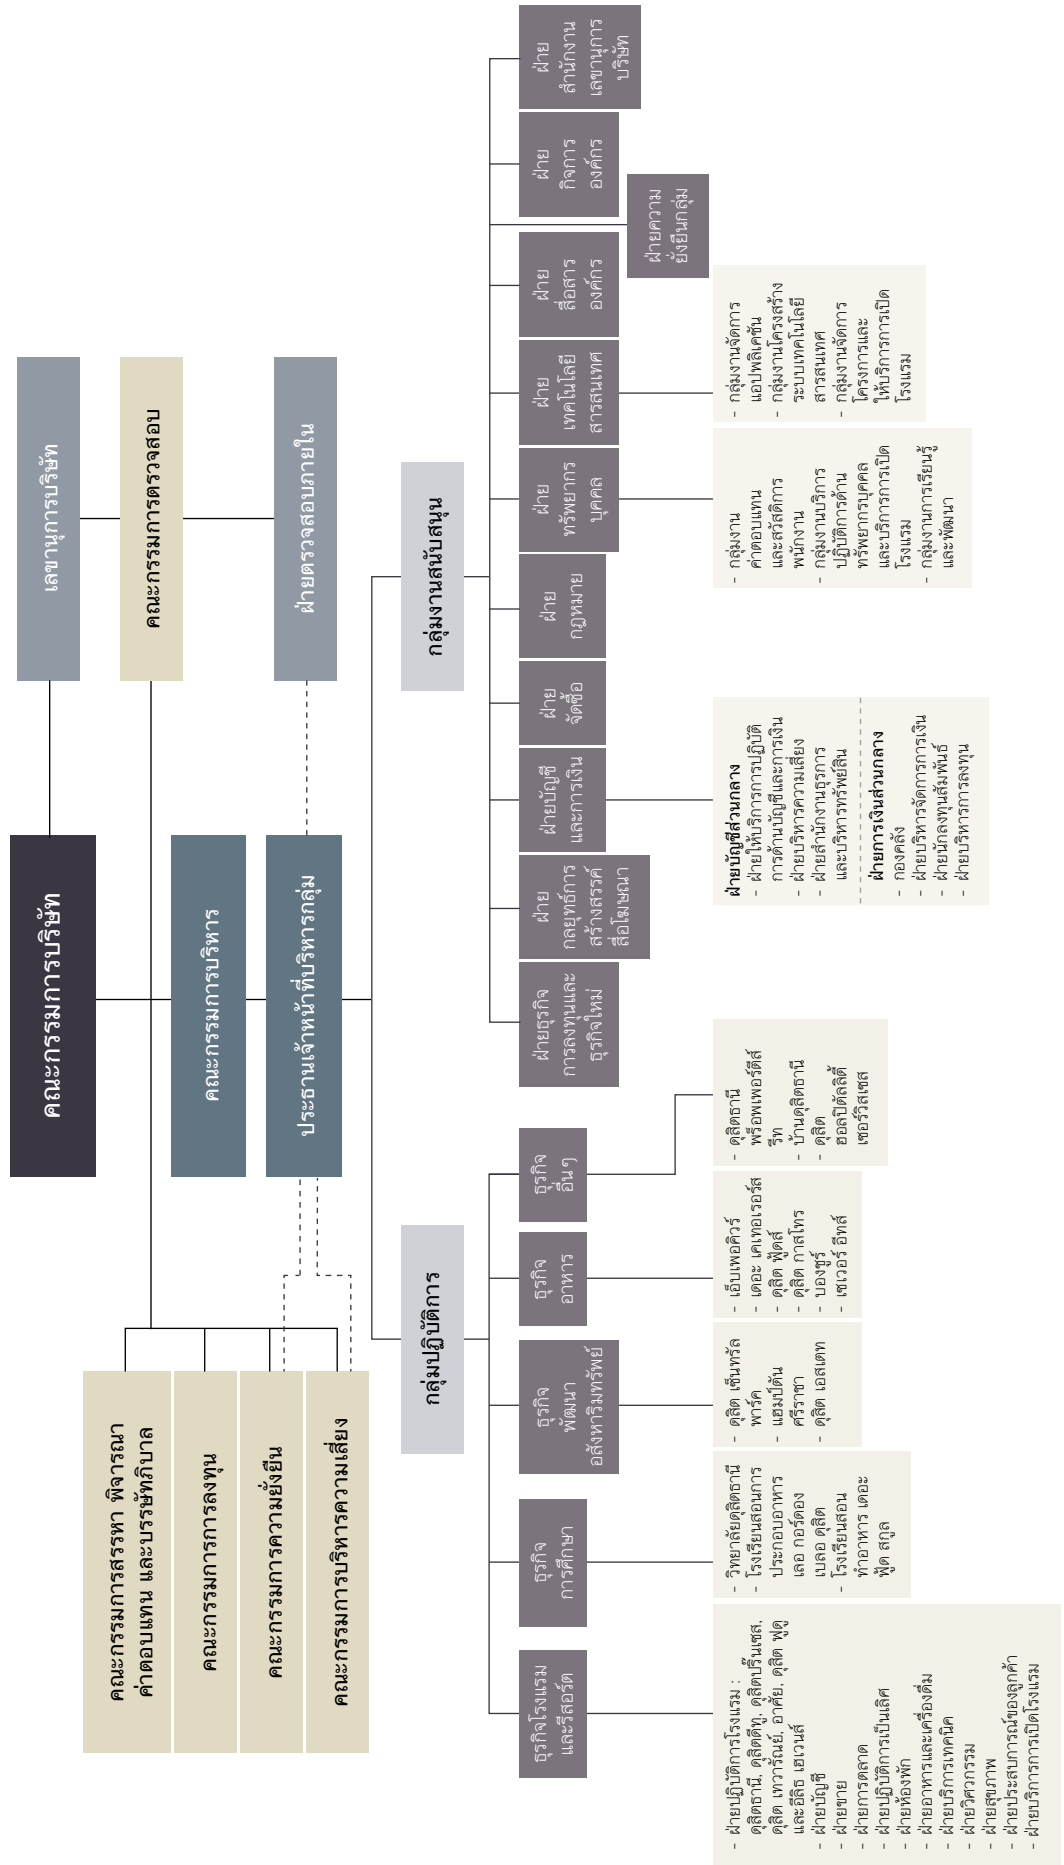 คณะกรรมการบริษัท
เลขานุการบริษัท
คณะกรรมการตรวจสอบ
ฝ่ายตรวจสอบภายใน
คณะกรรมการสรรหา พิจารณา
ค่าตอบแทน และบรรษัทภิบาล
คณะกรรมการการลงทุน
คณะกรรมการความยั่งยืน
คณะกรรมการบริหารความเสี่ยง
คณะกรรมการบริหาร
ประธานเจ้าหน้าที่บริหารกลุ่ม
กลุ่มปฏิบัติการ
กลุ่มงานสนับสนุน
ธุรกิจโรงแรม
และรีสอร์ต
ธุรกิจ
การศึกษา
ธุรกิจ
พัฒนา
อสังหาริมทรัพย์
ธุรกิจ
อาหาร
ธุรกิจ
อื่นๆ
ฝ่ายธุรกิจ
การลงทุนและ
ธุรกิจใหม่
ฝ่าย
กลยุทธ์การ
สร้างสรรค์
สื่อโฆษณา
ฝ่ายบัญชี
และการเงิน
ฝ่าย
จัดซื้อ
ฝ่าย
กฎหมาย
ฝ่าย
ทรัพยากร
บุคคล
ฝ่าย
เทคโนโลยี
สารสนเทศ
ฝ่าย
สื่อสาร
องค์กร
ฝ่ายความ
ยั่งยืนกลุ่ม
ฝ่าย
กิจการ
องค์กร
ฝ่าย
สำนักงาน
เลขานุการ
บริษัท
- ฝ่ายปฏิบัติการโรงแรม :
ดุสิตธานี, ดุสิตดีทู, ดุสิตปริ๊นเซส,
ดุสิต เทวารัณย์, อาศัย, ดุสิต ฟูดู
และอีลิธ เฮเวนส์
- ฝ่ายบัญชี
- ฝ่ายขาย
- ฝ่ายการตลาด
- ฝ่ายปฏิบัติการเป็นเลิศ
- ฝ่ายห้องพัก
- ฝ่ายอาหารและเครื่องดื่ม
- ฝ่ายบริการเทคนิค
- ฝ่ายวิศวกรรม
- ฝ่ายสุขภาพ
- ฝ่ายประสบการณ์ของลูกค้า
- ฝ่ายบริการการเปิดโรงแรม
- วิทยาลัยดุสิตธานี
- โรงเรียนสอนการ
ประกอบอาหาร
เลอ กอร์ดอง
เบลอ ดุสิต
- โรงเรียนสอน
ทำอาหาร เดอะ
ฟู้ด สกูล
- ดุสิต เซ็นทรัล
พาร์ค
- แฮมป์ตัน
ศรีราชา
- ดุสิต เอสเตท
- เอ็บเพอคิวร์
- เดอะ เคเทอเรอร์ส
- ดุสิต ฟู้ดส์
- ดุสิต กาสโทร
- บองชูร์
- เซเวอร์ อีทส์
- ดุสิตธานี
พร็อพเพอร์ตีส์
รีท
- บ้านดุสิตธานี
- ดุสิต
ฮอสปิตัลลิตี้
เซอร์วิสเซส
ฝ่ายบัญชีส่วนกลาง
- ฝ่ายให้บริการการปฏิบัติ
การด้านบัญชีและการเงิน
- ฝ่ายบริหารความเสี่ยง
- ฝ่ายสำนักงานธุรการ
และบริหารทรัพย์สิน
ฝ่ายการเงินส่วนกลาง
- กองคลัง
- ฝ่ายบริหารจัดการการเงิน
- ฝ่ายนักลงทุนสัมพันธ์
- ฝ่ายบริหารการลงทุน
- กลุ่มงาน
ค่าตอบแทน
และสวัสดิการ
พนักงาน
- กลุ่มงานบริการ
ปฏิบัติการด้าน
ทรัพยากรบุคคล
และบริการการเปิด
โรงแรม
- กลุ่มงานการเรียนรู้
และพัฒนา
- กลุ่มงานจัดการ
แอปพลิเคชัน
- กลุ่มงานโครงสร้าง
ระบบเทคโนโลยี
สารสนเทศ
- กลุ่มงานจัดการ
โครงการและ
ให้บริการการเปิด
โรงแรม